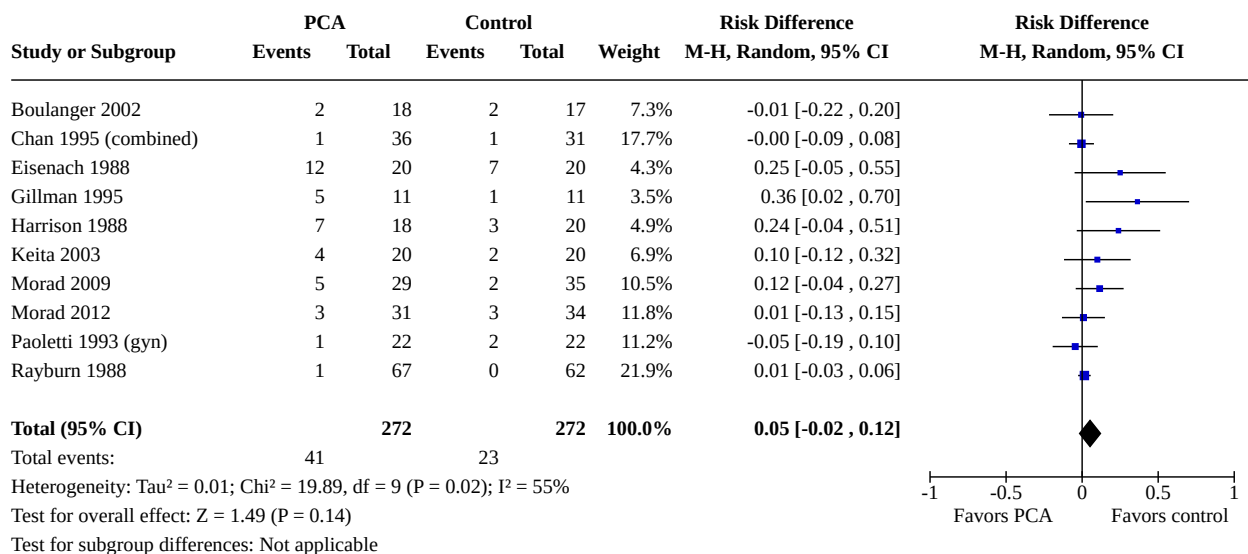 PCA Control Risk Difference Risk Difference
Study or Subgroup Events Total Events Total Weight M-H, Random, 95% CI M-H, Random, 95% CI
Boulanger 2002 2 18 2 17 7.3% -0.01 [-0.22 , 0.20]
Chan 1995 (combined) 1 36 1 31 17.7% -0.00 [-0.09 , 0.08]
Eisenach 1988 12 20 7 20 4.3% 0.25 [-0.05 , 0.55]
Gillman 1995 5 11 1 11 3.5% 0.36 [0.02 , 0.70]
Harrison 1988 7 18 3 20 4.9% 0.24 [-0.04 , 0.51]
Keita 2003 4 20 2 20 6.9% 0.10 [-0.12 , 0.32]
Morad 2009 5 29 2 35 10.5% 0.12 [-0.04 , 0.27]
Morad 2012 3 31 3 34 11.8% 0.01 [-0.13 , 0.15]
Paoletti 1993 (gyn) 1 22 2 22 11.2% -0.05 [-0.19 , 0.10]
Rayburn 1988 1 67 0 62 21.9% 0.01 [-0.03 , 0.06]
Total (95% CI) 272 272 100.0% 0.05 [-0.02 , 0.12]
Total events: 41 23
Heterogeneity: Tau² = 0.01; Chi² = 19.89, df = 9 (P = 0.02); I² = 55%
-1 -0.5 0 0.5 1
Test for overall effect: Z = 1.49 (P = 0.14) Favors PCA Favors control
Test for subgroup differences: Not applicable